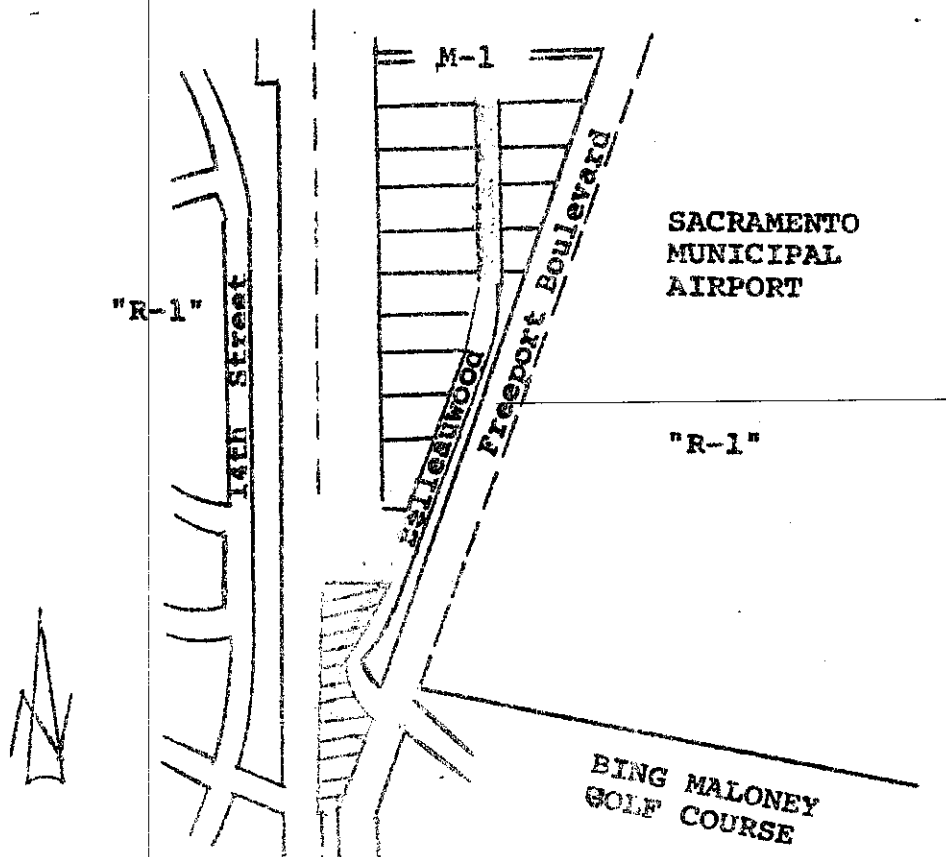 M-1
SACRAMENTO
MUNICIPAL
AIRPORT
"R-1"
14th Street
Freeport Boulevard
"R-1"
BING MALONEY
GOLF COURSE
N